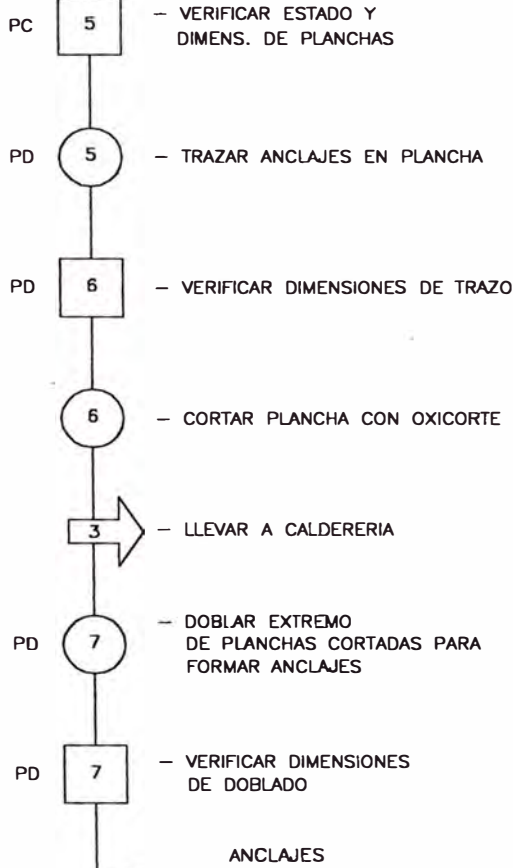 PC 5 – VERIFICAR ESTADO Y
DIMENS. DE PLANCHAS
PD 5 – TRAZAR ANCLAJES EN PLANCHA
PD 6 – VERIFICAR DIMENSIONES DE TRAZO
6 – CORTAR PLANCHA CON OXICORTE
3 – LLEVAR A CALDERERIA
PD 7 – DOBLAR EXTREMO
DE PLANCHAS CORTADAS PARA
FORMAR ANCLAJES
PD 7 – VERIFICAR DIMENSIONES
DE DOBLADO
ANCLAJES